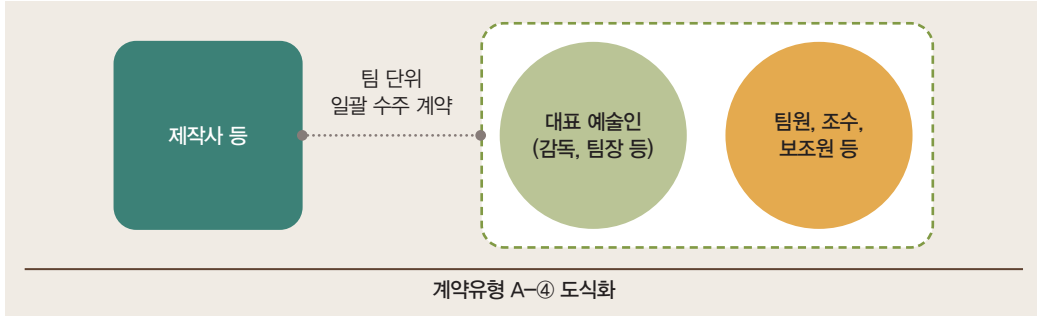 제작사 등
팀 단위
일괄 수주 계약
대표 예술인
(감독, 팀장 등)
팀원, 조수,
보조원 등
계약유형 A-④ 도식화